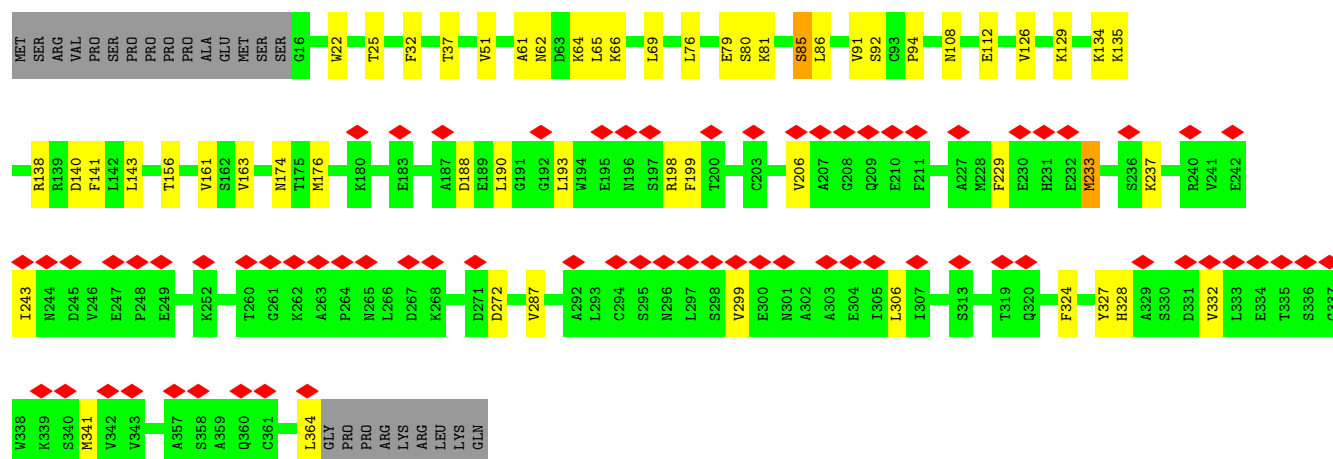 MET SER ARG VAL PRO SER PRO PRO PRO PRO ALA GLU MET SER SER G16 W22 T25 F32 T37 V51 A61 N62 D63 K64 L65 K66 L69 L76 E79 S80 K81 S85 L86 V91 S92 C93 P94 N108 E112 V126 K129 K134 K135
R138 R139 D140 F141 L142 L143 T156 V161 S162 V163 N174 T175 M176 K180 E183 A187 D188 E189 L190 G191 G192 L193 W194 E195 N196 S197 R198 F199 T200 C203 V206 A207 G208 Q209 E210 F211 A227 M228 F229 E230 H231 E232 M233 S236 K237 R240 V241 E242
I243 N244 D245 V246 E247 P248 E249 K252 T260 G261 K262 A263 P264 N265 L266 D267 K268 D271 D272 V287 A292 L293 C294 S295 N296 L297 S298 V299 E300 N301 A302 A303 E304 I305 L306 I307 S313 T319 Q320 F324 Y327 H328 A329 S330 D331 V332 L333 E334 T335 S336
W338 K339 S340 M341 V342 V343 A357 S358 A359 Q360 C361 L364 GLY PRO PRO ARG LYS ARG LEU LYS GLN